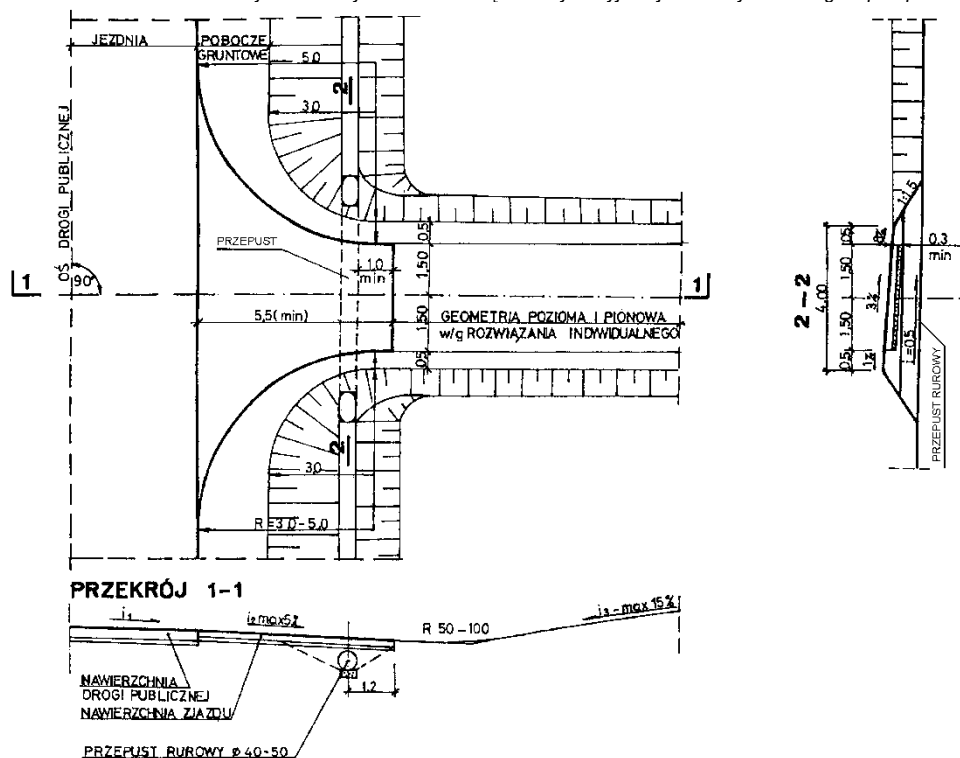 JEZDNIA
POBOCZE
GRUNTOWE
5,0
2
3,0
OŚ DROGI PUBLICZNEJ
PRZEPUST
1
90°
1,0
min
0,5
1,50
1
5,5(min)
GEOMETRIA POZIOMA I PIONOWA
w/g ROZWIĄZANIA INDYWIDUALNEGO
1,50
0,5
2
3,0
R=3,0-5,0
1:1,5
0,3
min
2-2
4,00
0,5
1,50
1,50
0,5
3%
i=0,5
PRZEPUST RUROWY
PRZEKRÓJ 1-1
i₁
i₂ max5%
R 50-100
i₃-max 15%
NAWIERZCHNIA
DROGI PUBLICZNEJ
NAWIERZCHNIA ZJAZDU
1,2
PRZEPUST RUROWY ø 40-50